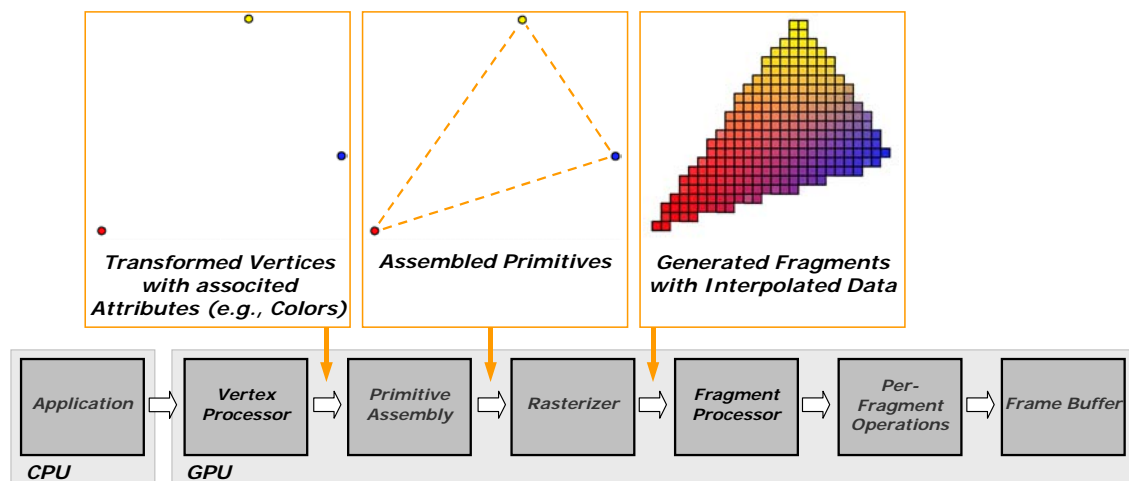 Transformed Vertices
with associted
Attributes (e.g., Colors)
Assembled Primitives
Generated Fragments
with Interpolated Data
Application
Vertex
Processor
Primitive
Assembly
Rasterizer
Fragment
Processor
Per-
Fragment
Operations
Frame Buffer
CPU
GPU